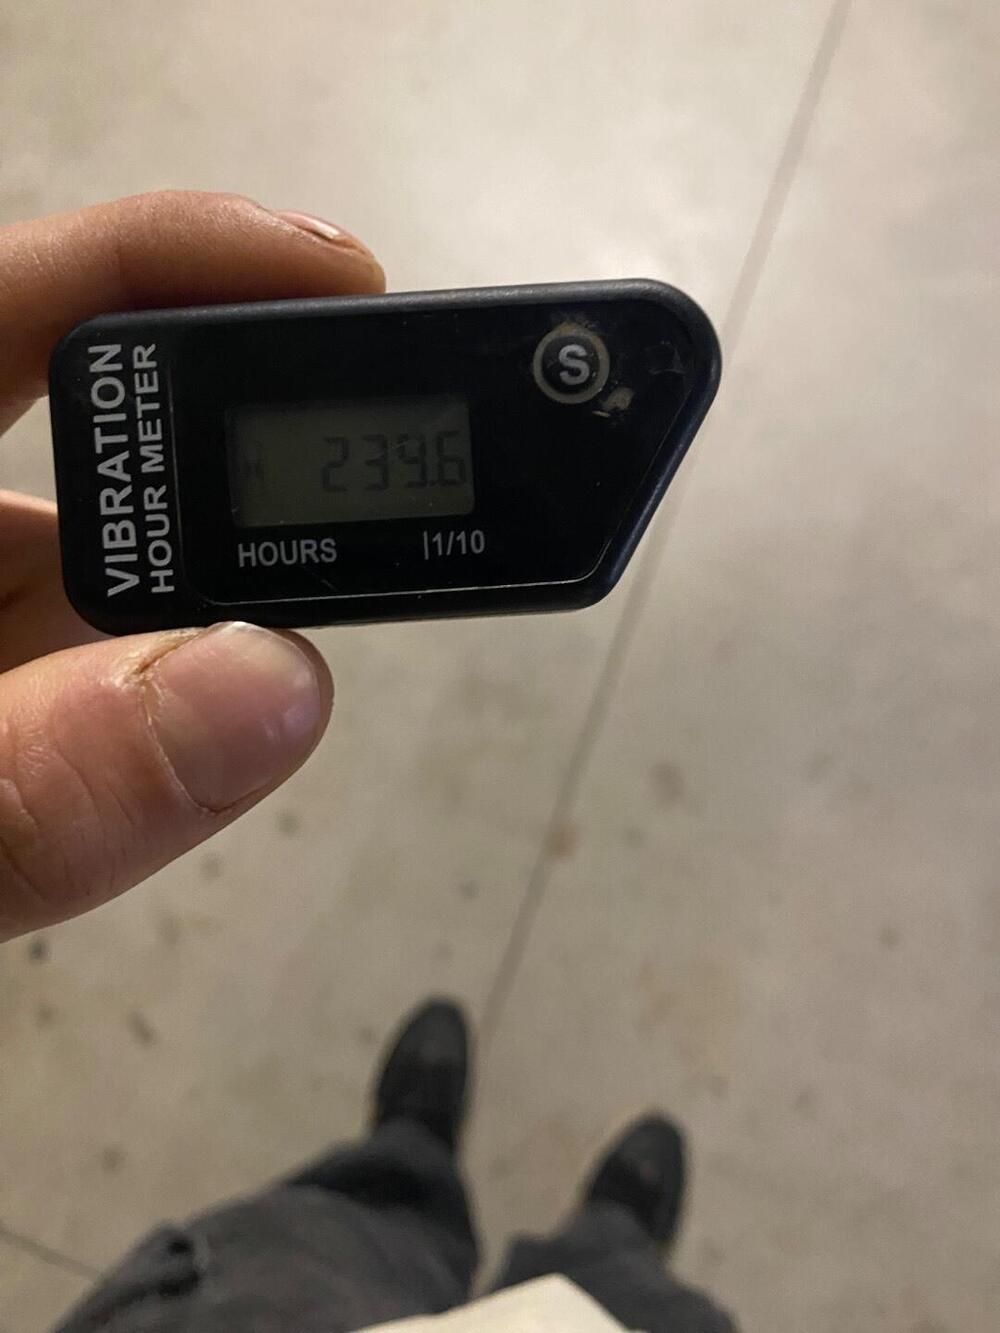 VIBRATION
HOUR METER
S
239.6
HOURS
|1/10